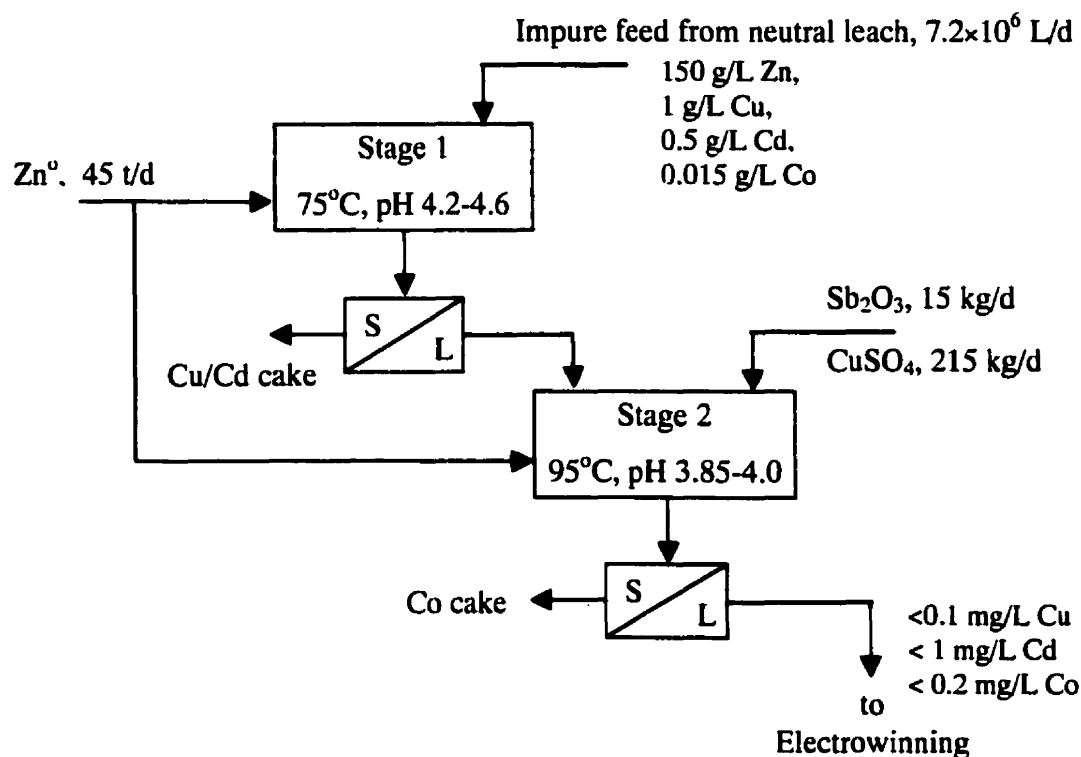 Impure feed from neutral leach, 7.2×10⁶ L/d
150 g/L Zn,
1 g/L Cu,
0.5 g/L Cd.
0.015 g/L Co
Stage 1
75°C, pH 4.2-4.6
Zn°. 45 t/d
S
L
Cu/Cd cake
Sb₂O₃, 15 kg/d
CuSO₄, 215 kg/d
Stage 2
95°C, pH 3.85-4.0
S
L
Co cake
<0.1 mg/L Cu
< 1 mg/L Cd
< 0.2 mg/L Co
to
Electrowinning